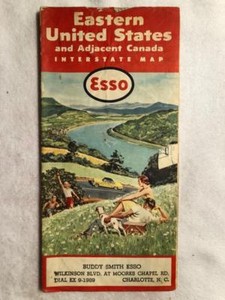 Eastern
United States
and Adjacent Canada
INTERSTATE MAP
Esso
BUDDY SMITH ESSO
WILKINSON BLVD. AT MOORES CHAPEL RD.
DIAL EX 9-1989 CHARLOTTE, N. C.